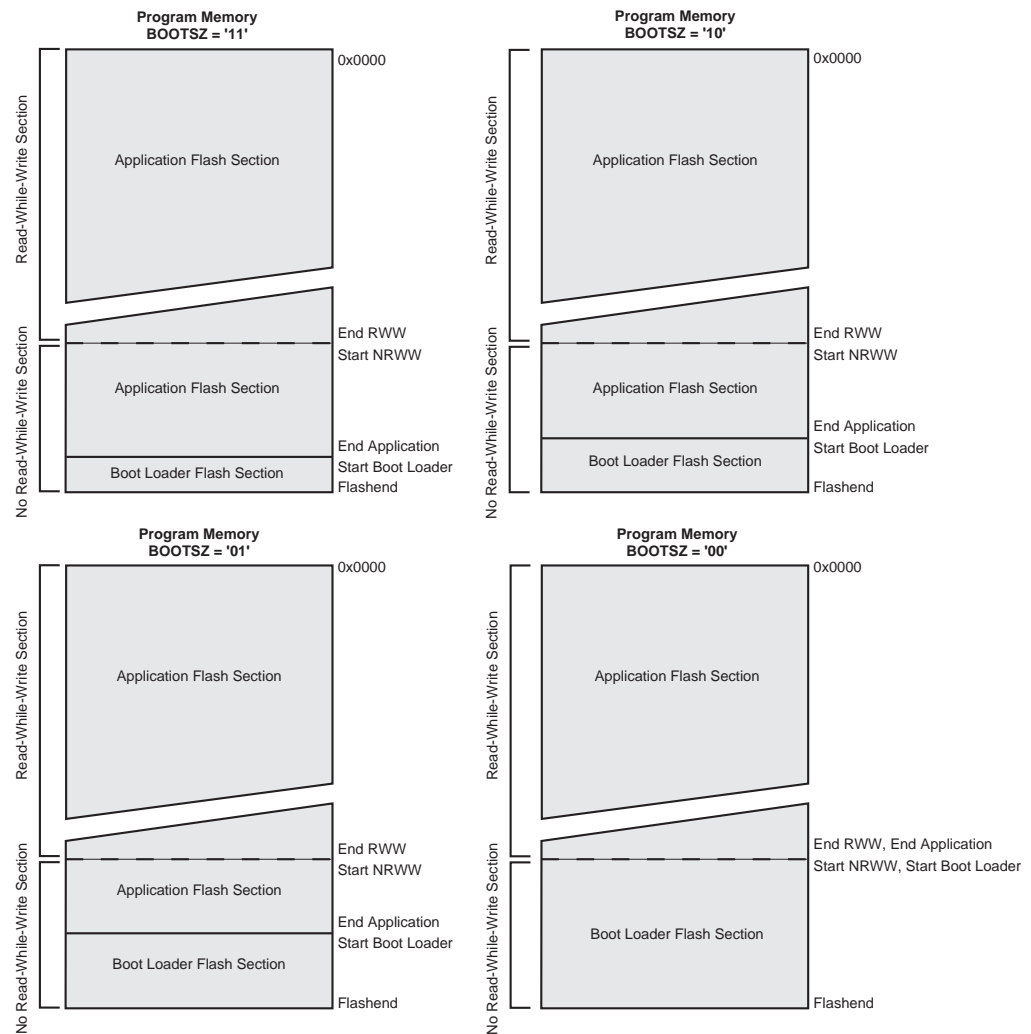 Program Memory
BOOTSZ = '11'
0x0000
Read-While-Write Section
Application Flash Section
End RWW
Start NRWW
No Read-While-Write Section
Application Flash Section
End Application
Start Boot Loader
Boot Loader Flash Section
Flashend
Program Memory
BOOTSZ = '10'
0x0000
Read-While-Write Section
Application Flash Section
End RWW
Start NRWW
No Read-While-Write Section
Application Flash Section
End Application
Start Boot Loader
Boot Loader Flash Section
Flashend
Program Memory
BOOTSZ = '01'
0x0000
Read-While-Write Section
Application Flash Section
End RWW
Start NRWW
No Read-While-Write Section
Application Flash Section
End Application
Start Boot Loader
Boot Loader Flash Section
Flashend
Program Memory
BOOTSZ = '00'
0x0000
Read-While-Write Section
Application Flash Section
End RWW, End Application
Start NRWW, Start Boot Loader
No Read-While-Write Section
Boot Loader Flash Section
Flashend